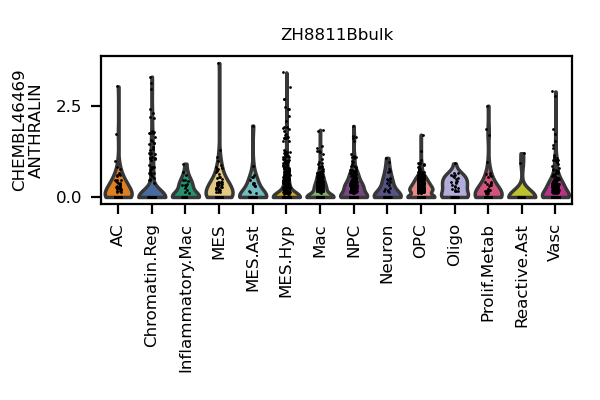 ZH8811Bbulk
CHEMBL46469
ANTHRALIN
2.5
0.0
AC
Chromatin.Reg
Inflammatory.Mac
MES
MES.Ast
MES.Hyp
Mac
NPC
Neuron
OPC
Oligo
Prolif.Metab
Reactive.Ast
Vasc